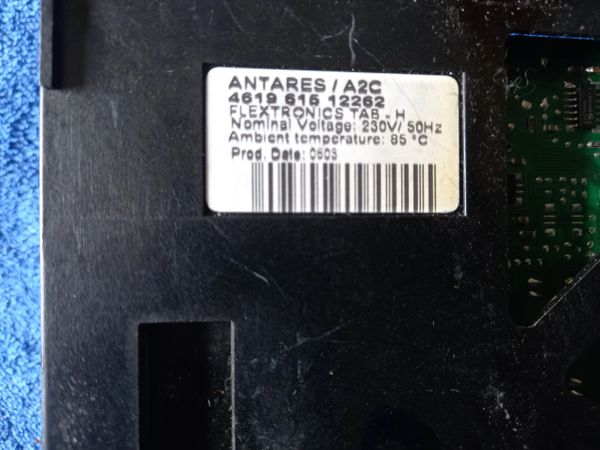 ANTARES / A2C
4619 615 12262
FLEXTRONICS TAB - H
Nominal Voltage: 230V/ 50Hz
Ambient temperature: 85 °C
Prod. Date: 0603